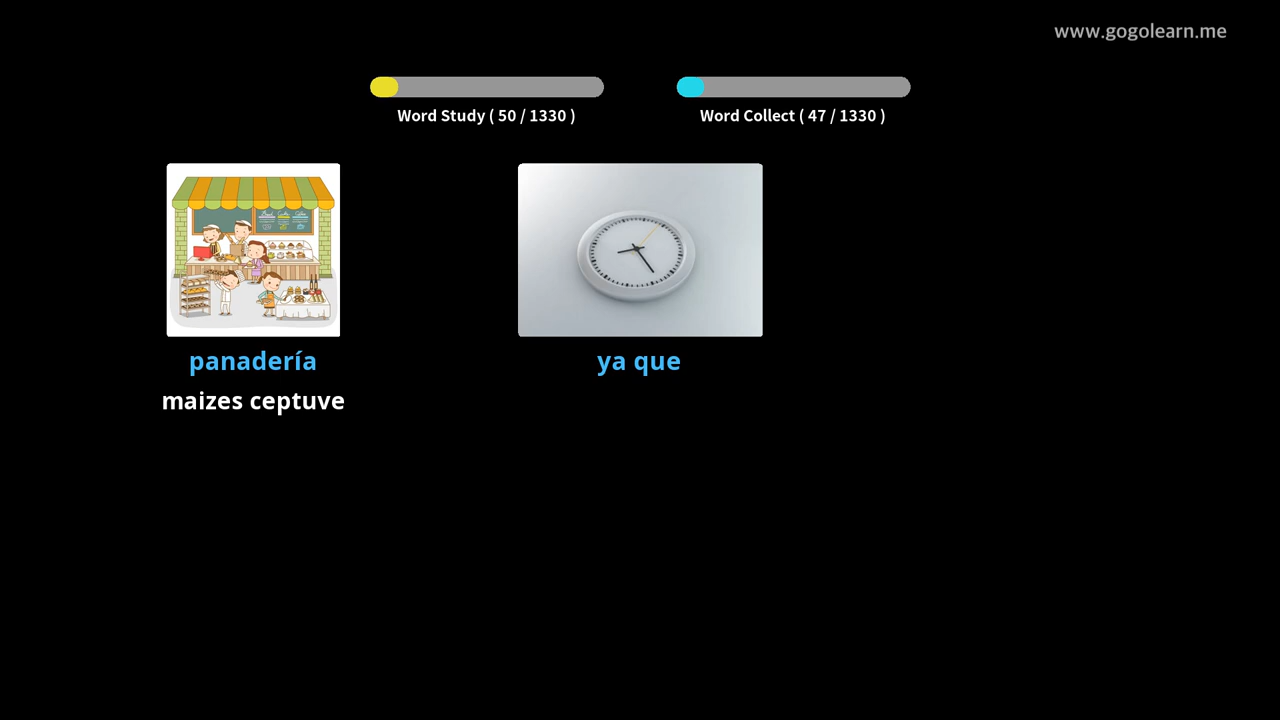 www.gogolearn.me
Word Study ( 50 / 1330 )
Word Collect ( 47 / 1330 )
panadería
maizes ceptuve
ya que